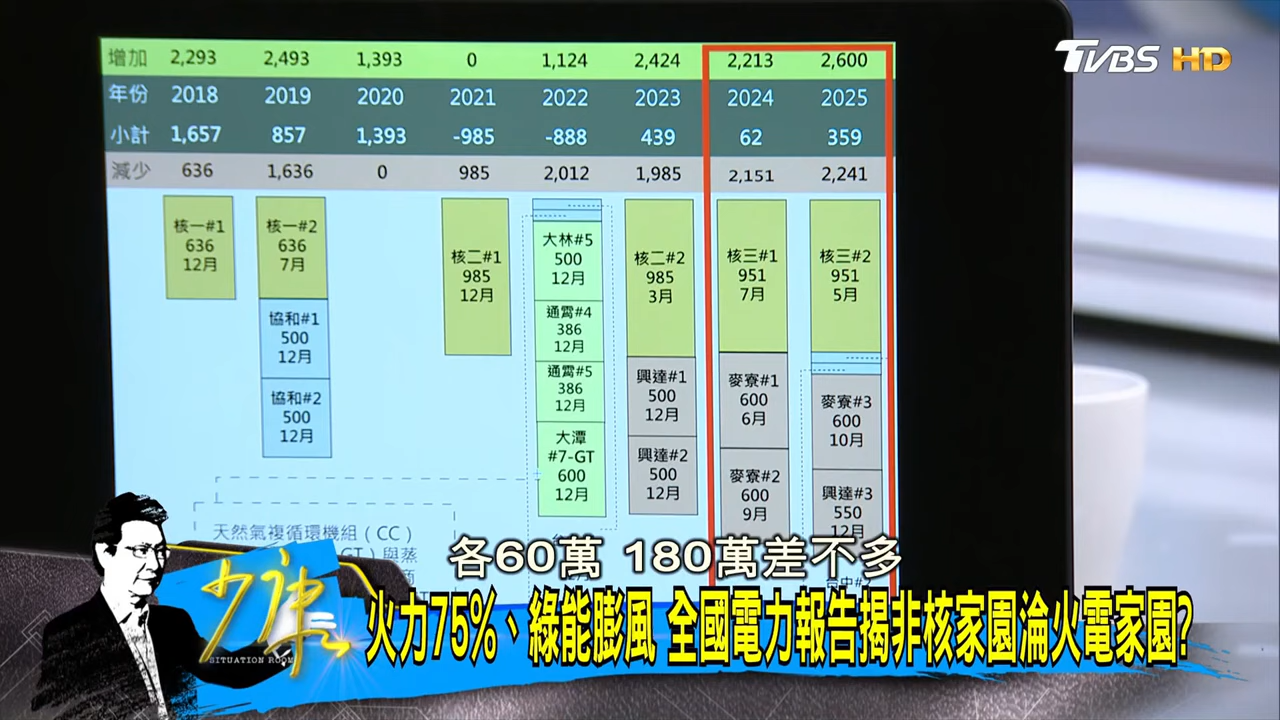 TVBS HD
增加 2,293 2,493 1,393 0 1,124 2,424 2,213 2,600
年份 2018 2019 2020 2021 2022 2023 2024 2025
小計 1,657 857 1,393 -985 -888 439 62 359
減少 636 1,636 0 985 2,012 1,985 2,151 2,241
核一#1
636
12月
核一#2
636
7月
協和#1
500
12月
協和#2
500
12月
核二#1
985
12月
大林#5
500
12月
通霄#4
386
12月
通霄#5
386
12月
大潭
#7-GT
600
12月
核二#2
985
3月
興達#1
500
12月
興達#2
500
12月
核三#1
951
7月
麥寮#1
600
6月
麥寮#2
600
9月
核三#2
951
5月
麥寮#3
600
10月
興達#3
550
12月
天然氣複循環機組（CC）
GT）與蒸
各60萬 180萬差不多
少康
SITUATION ROOM
火力75%、綠能膨風 全國電力報告揭非核家園淪火電家園?